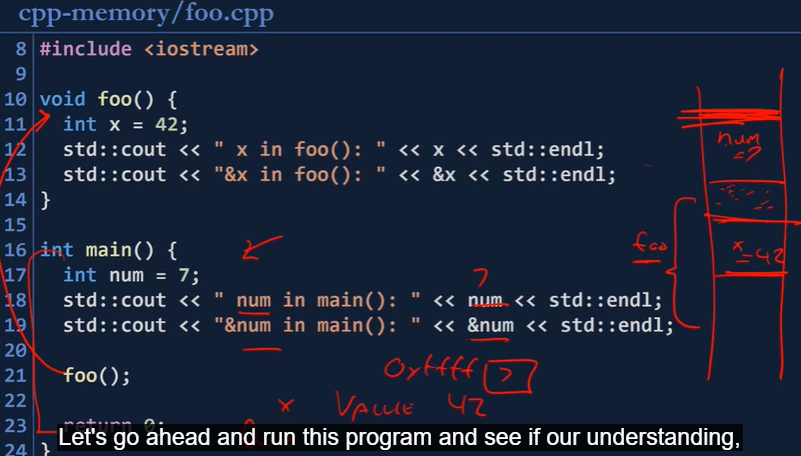 cpp-memory/foo.cpp
8 #include <iostream>
9
10 void foo() {
11 int x = 42;
12 std::cout << " x in foo(): " << x << std::endl;
13 std::cout << "&x in foo(): " << &x << std::endl;
14 }
15
16 int main() {
17 int num = 7;
18 std::cout << " num in main(): " << num << std::endl;
19 std::cout << "&num in main(): " << &num << std::endl;
20
21 foo();
22
23 return 0;
24 }
num
7
foo
x 42
7
0xffff 7
x Value 42
Let's go ahead and run this program and see if our understanding,